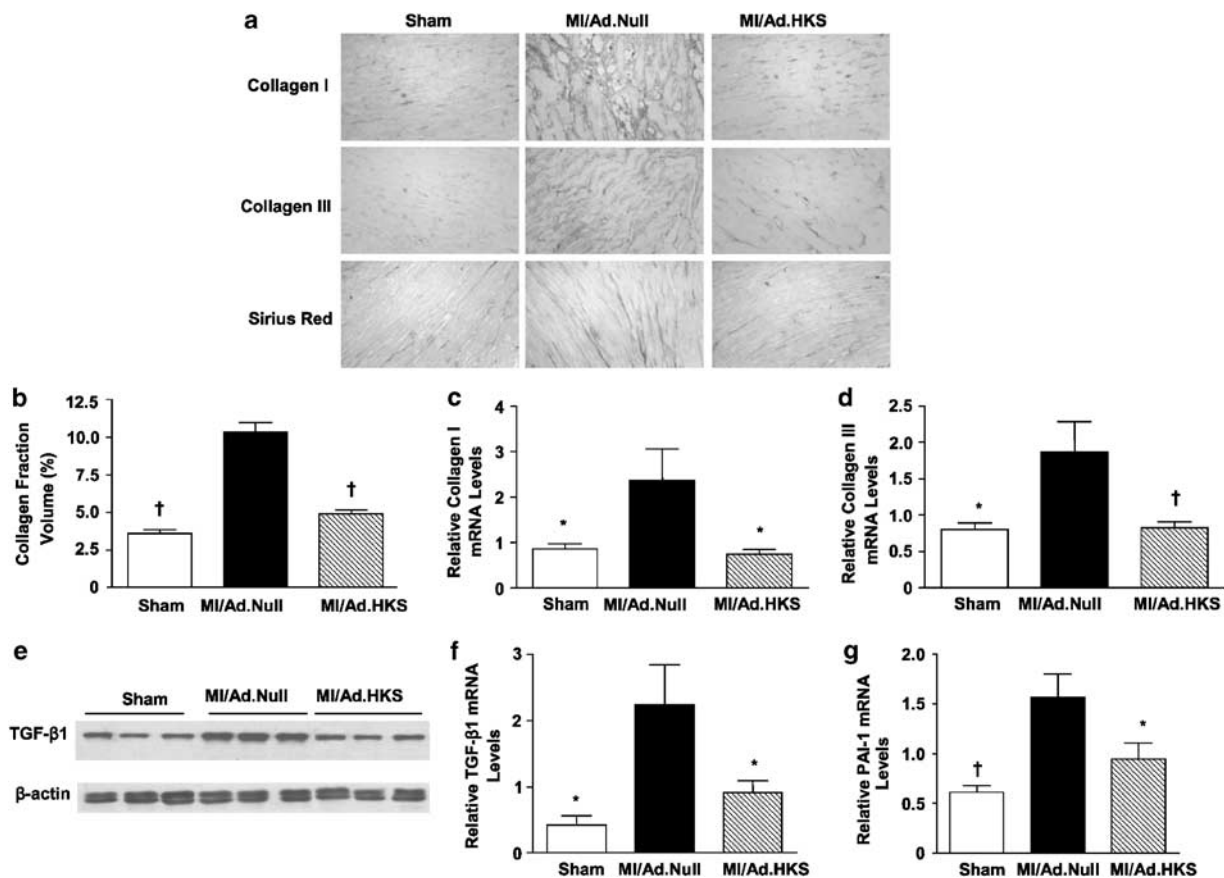 a
Sham MI/Ad.Null MI/Ad.HKS
Collagen I
Collagen III
Sirius Red
b
Collagen Fraction
Volume (%)
12.5
10.0
7.5
5.0
2.5
0
†
†
Sham MI/Ad.Null MI/Ad.HKS
c
Relative Collagen I
mRNA Levels
4
3
2
1
0
*
*
Sham MI/Ad.Null MI/Ad.HKS
d
Relative Collagen III
mRNA Levels
2.5
2.0
1.5
1.0
0.5
0
*
†
Sham MI/Ad.Null MI/Ad.HKS
e
Sham MI/Ad.Null MI/Ad.HKS
TGF-β1
β-actin
f
Relative TGF-β1 mRNA
Levels
3
2
1
0
*
*
Sham MI/Ad.Null MI/Ad.HKS
g
Relative PAI-1 mRNA
Levels
2.0
1.5
1.0
0.5
0
†
*
Sham MI/Ad.Null MI/Ad.HKS